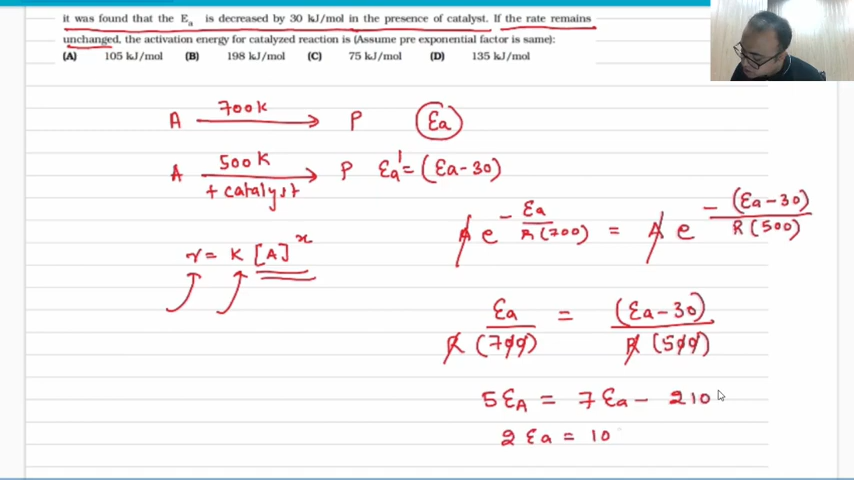 it was found that the Eₐ is decreased by 30 kJ/mol in the presence of catalyst. If the rate remains
unchanged, the activation energy for catalyzed reaction is (Assume pre exponential factor is same):
(A) 105 kJ/mol (B) 198 kJ/mol (C) 75 kJ/mol (D) 135 kJ/mol
A 700K → P Ea
A 500K → P Ea' = (Ea-30)
+ catalyst
A e^(-Ea/R(700)) = A e^(-(Ea-30)/R(500))
r = K [A]^x
Ea/R(700) = (Ea-30)/R(500)
5EA = 7Ea - 210
2Ea = 10